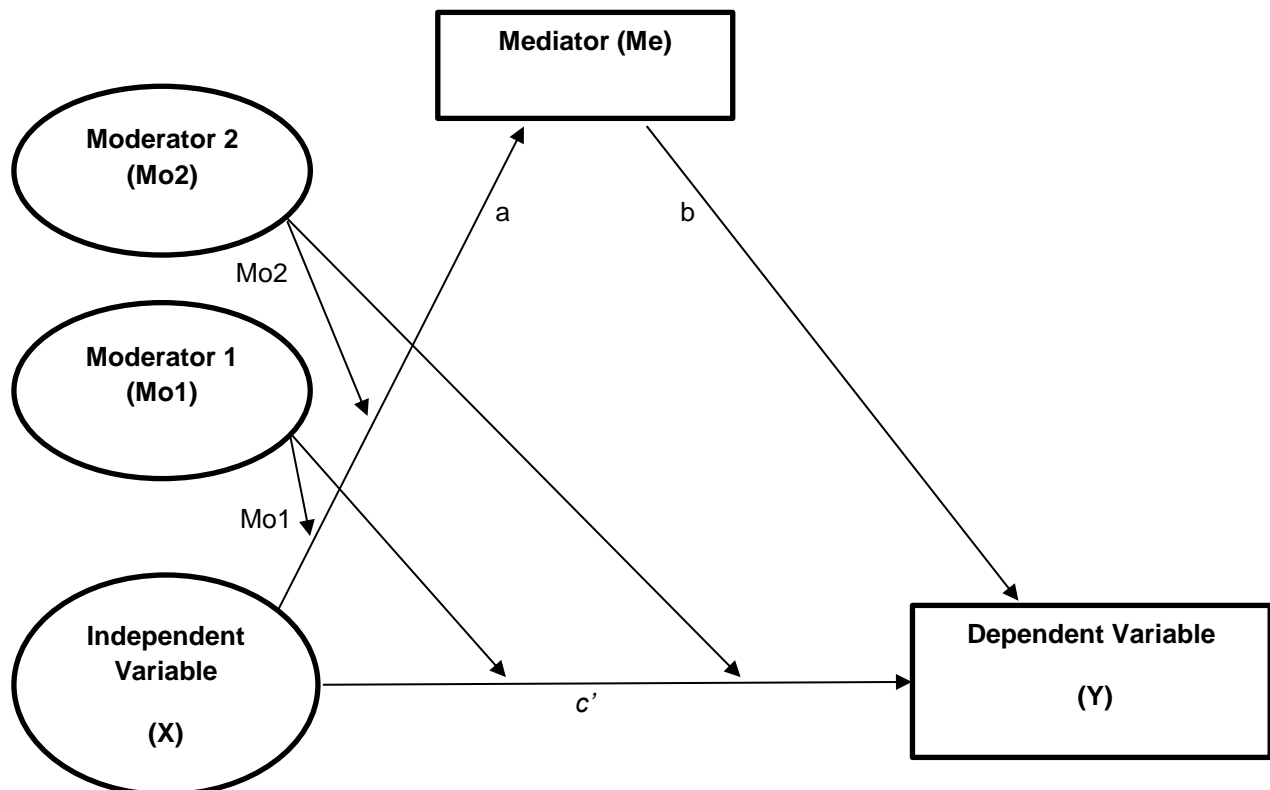 Mediator (Me)
Moderator 2
(Mo2)
a
b
Mo2
Moderator 1
(Mo1)
Mo1
Independent
Variable
(X)
c’
Dependent Variable
(Y)